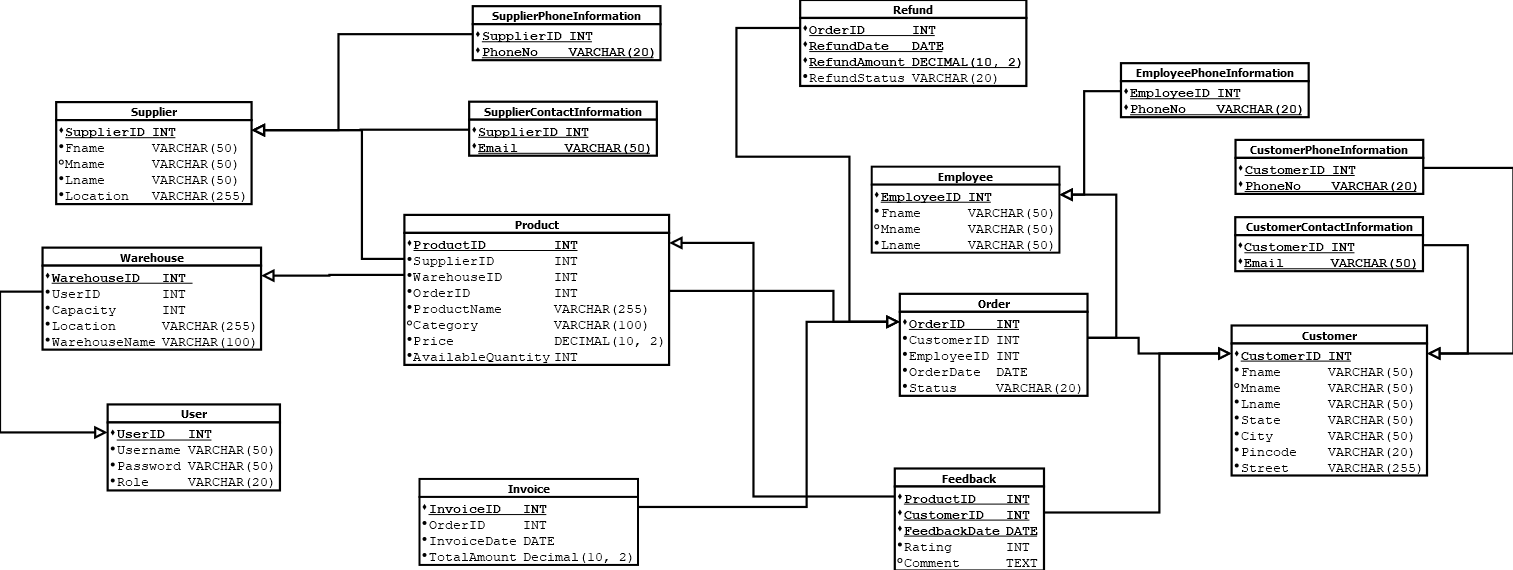 SupplierPhoneInformation
SupplierID INT
PhoneNo VARCHAR(20)
Refund
OrderID INT
RefundDate DATE
RefundAmount DECIMAL(10, 2)
RefundStatus VARCHAR(20)
EmployeePhoneInformation
EmployeeID INT
PhoneNo VARCHAR(20)
Supplier
SupplierID INT
Fname VARCHAR(50)
Mname VARCHAR(50)
Lname VARCHAR(50)
Location VARCHAR(255)
SupplierContactInformation
SupplierID INT
Email VARCHAR(50)
CustomerPhoneInformation
CustomerID INT
PhoneNo VARCHAR(20)
Employee
EmployeeID INT
Fname VARCHAR(50)
Mname VARCHAR(50)
Lname VARCHAR(50)
Product
ProductID INT
SupplierID INT
WarehouseID INT
OrderID INT
ProductName VARCHAR(255)
Category VARCHAR(100)
Price DECIMAL(10, 2)
AvailableQuantity INT
CustomerContactInformation
CustomerID INT
Email VARCHAR(50)
Warehouse
WarehouseID INT
UserID INT
Capacity INT
Location VARCHAR(255)
WarehouseName VARCHAR(100)
Order
OrderID INT
CustomerID INT
EmployeeID INT
OrderDate DATE
Status VARCHAR(20)
Customer
CustomerID INT
Fname VARCHAR(50)
Mname VARCHAR(50)
Lname VARCHAR(50)
State VARCHAR(50)
City VARCHAR(50)
Pincode VARCHAR(20)
Street VARCHAR(255)
User
UserID INT
Username VARCHAR(50)
Password VARCHAR(50)
Role VARCHAR(20)
Invoice
InvoiceID INT
OrderID INT
InvoiceDate DATE
TotalAmount Decimal(10, 2)
Feedback
ProductID INT
CustomerID INT
FeedbackDate DATE
Rating INT
Comment TEXT